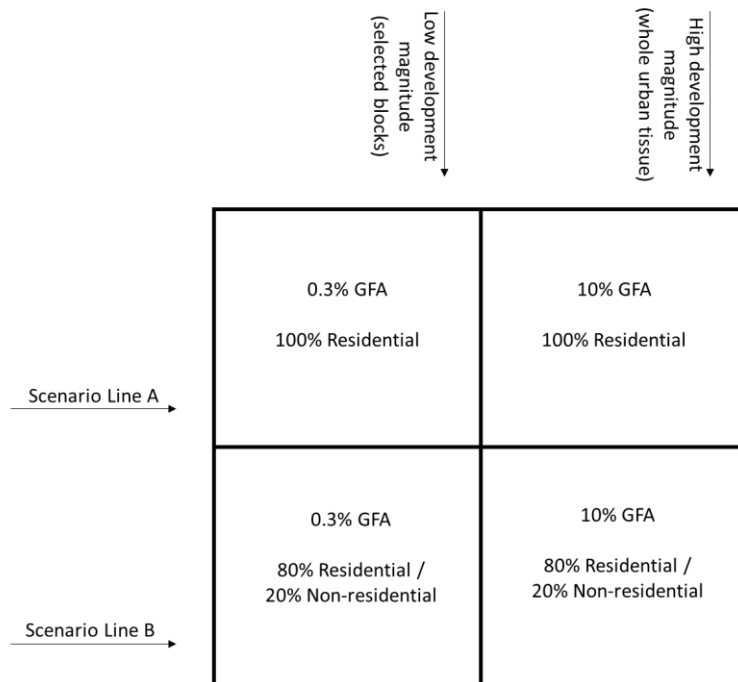 Low development
magnitude
(selected blocks)
High development
magnitude
(whole urban tissue)
0.3% GFA
100% Residential
10% GFA
100% Residential
Scenario Line A
0.3% GFA
80% Residential /
20% Non-residential
10% GFA
80% Residential /
20% Non-residential
Scenario Line B